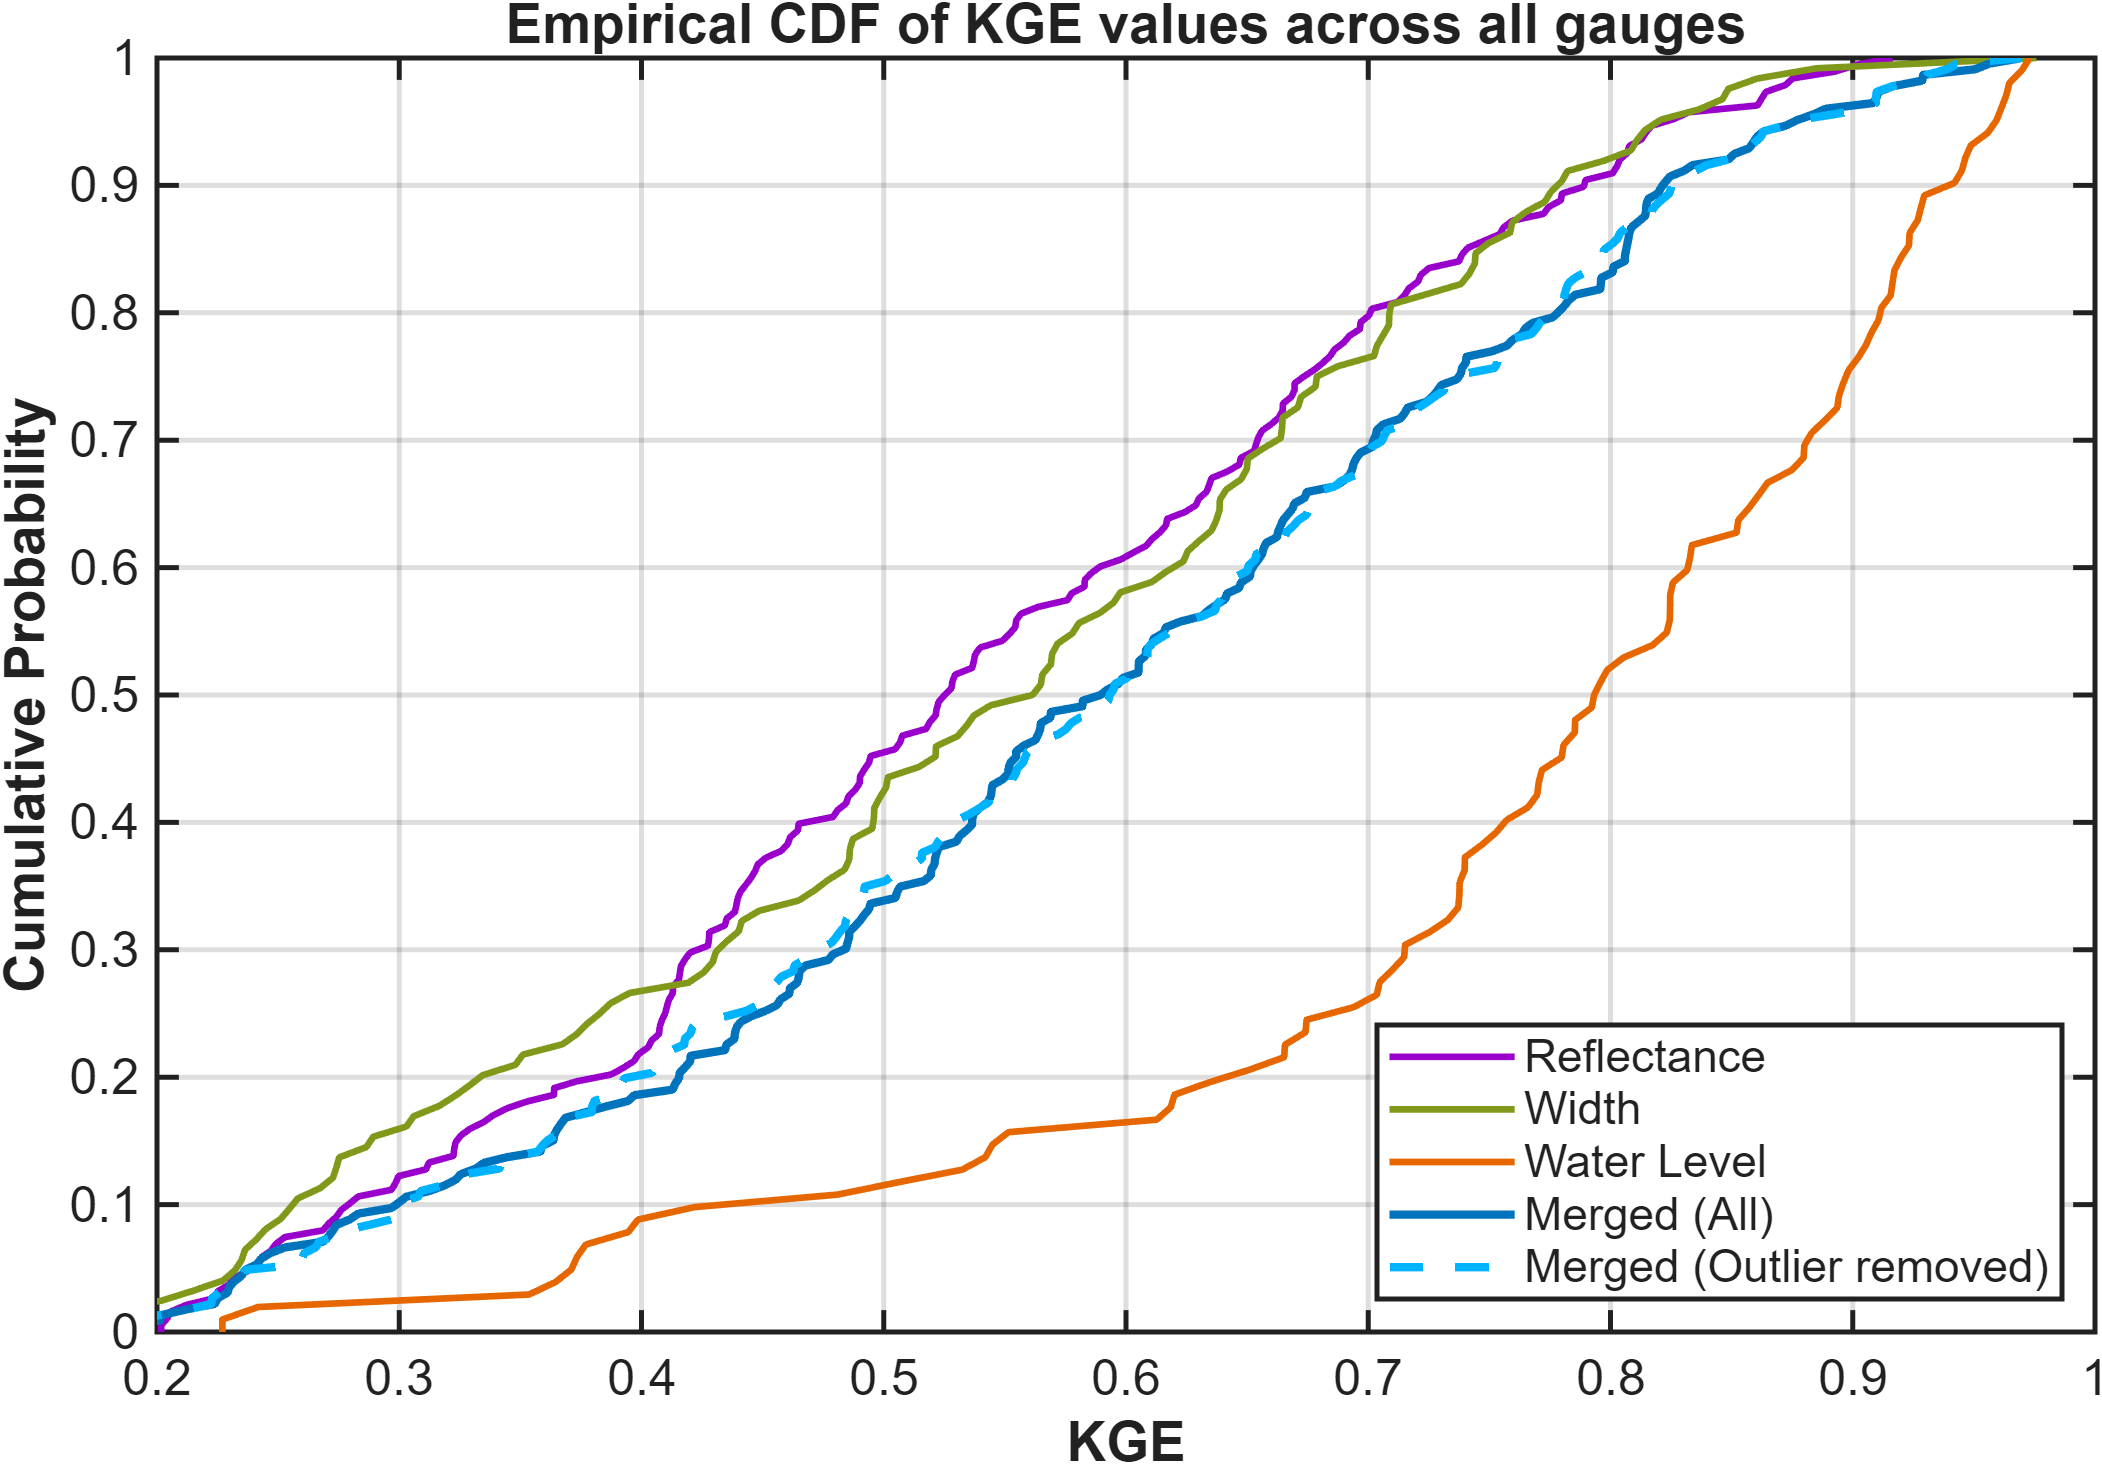 Empirical CDF of KGE values across all gauges
Cumulative Probability
1
0.9
0.8
0.7
0.6
0.5
0.4
0.3
0.2
0.1
0
0.2 0.3 0.4 0.5 0.6 0.7 0.8 0.9 1
KGE
Reflectance
Width
Water Level
Merged (All)
Merged (Outlier removed)